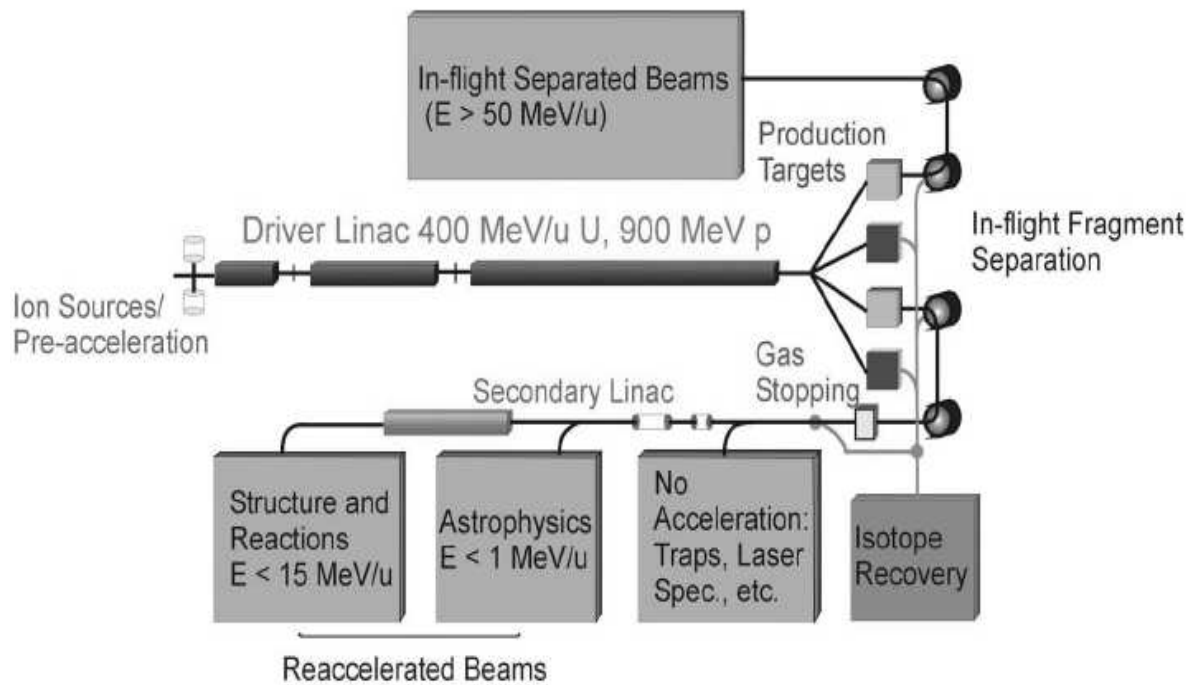 In-flight Separated Beams
(E > 50 MeV/u)
Production
Targets
Driver Linac 400 MeV/u U, 900 MeV p
In-flight Fragment
Separation
Ion Sources/
Pre-acceleration
Gas
Stopping
Secondary Linac
Structure and
Reactions
E < 15 MeV/u
Astrophysics
E < 1 MeV/u
No
Acceleration:
Traps, Laser
Spec., etc.
Isotope
Recovery
Reaccelerated Beams